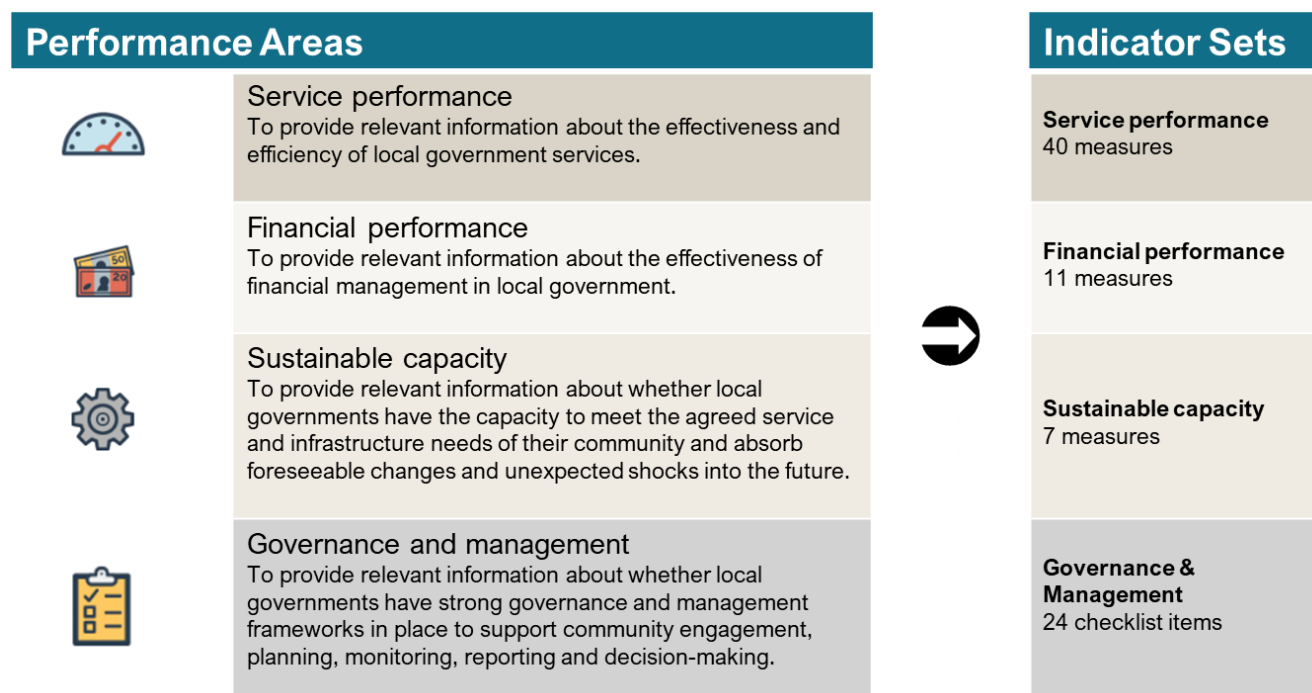 Performance Areas
Indicator Sets
Service performance
To provide relevant information about the effectiveness and
efficiency of local government services.
Service performance
40 measures
Financial performance
To provide relevant information about the effectiveness of
financial management in local government.
50
20
Financial performance
11 measures
Sustainable capacity
To provide relevant information about whether local
governments have the capacity to meet the agreed service
and infrastructure needs of their community and absorb
foreseeable changes and unexpected shocks into the future.
Sustainable capacity
7 measures
Governance and management
To provide relevant information about whether local
governments have strong governance and management
frameworks in place to support community engagement,
planning, monitoring, reporting and decision-making.
Governance &
Management
24 checklist items